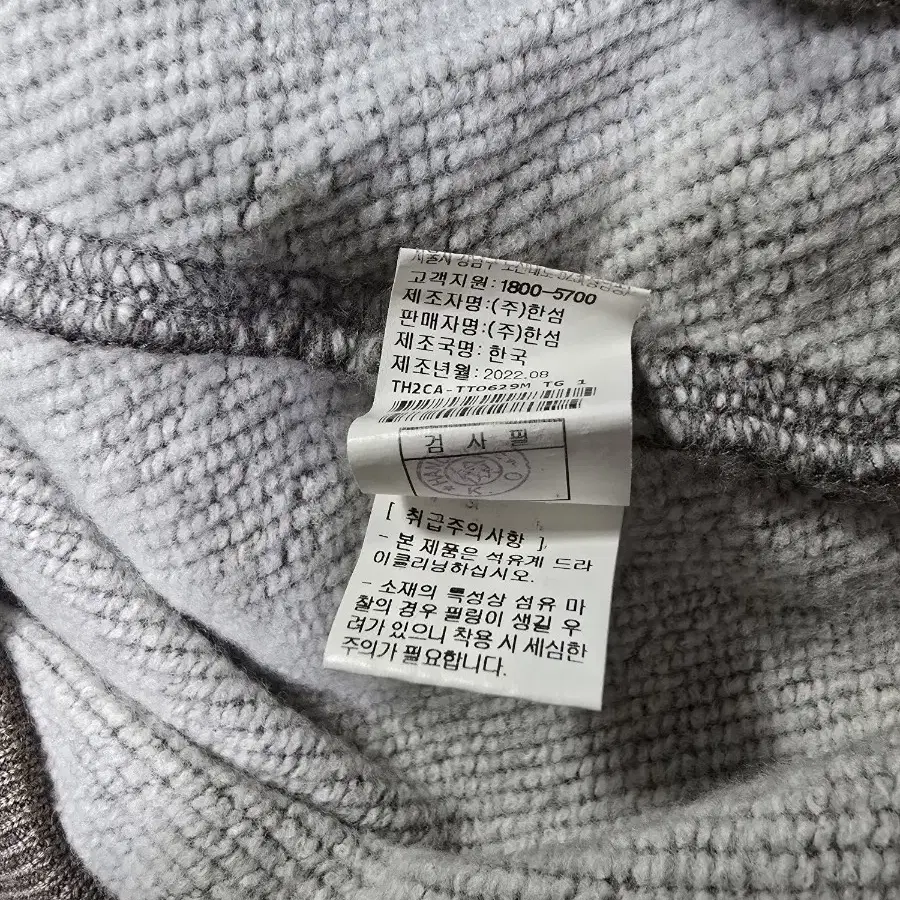 고객지원:1800-5700
제조자명:(주)한섬
판매자명:(주)한섬
제조국명: 한국
제조년월: 2022.08
TH2CA-TTO629M TG 1
검 사 필
[ 취급주의사항 ]
- 본 제품은 석유계 드라
이클리닝하십시오.
- 소재의 특성상 섬유 마
찰의 경우 필링이 생길 우
려가 있으니 착용 시 세심한
주의가 필요합니다.